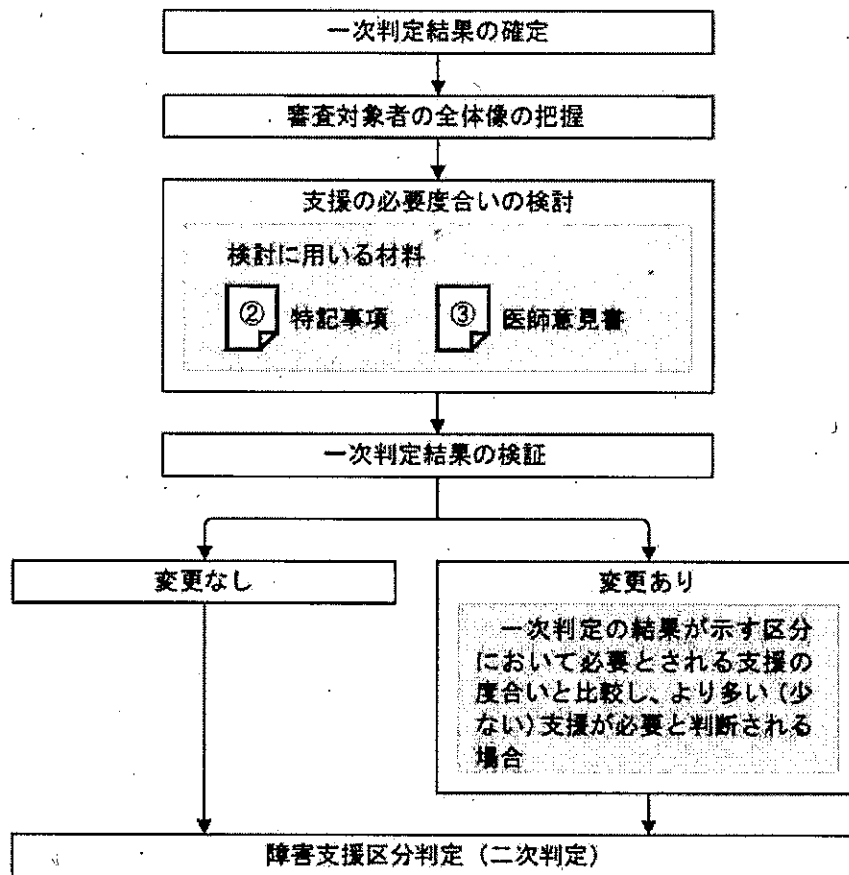 一次判定結果の確定
審査対象者の全体像の把握
支援の必要度合いの検討
検討に用いる材料
② 特記事項 ③ 医師意見書
一次判定結果の検証
変更なし
変更あり
一次判定の結果が示す区分
において必要とされる支援の
度合いと比較し、より多い(少
ない)支援が必要と判断される
場合
障害支援区分判定(二次判定)